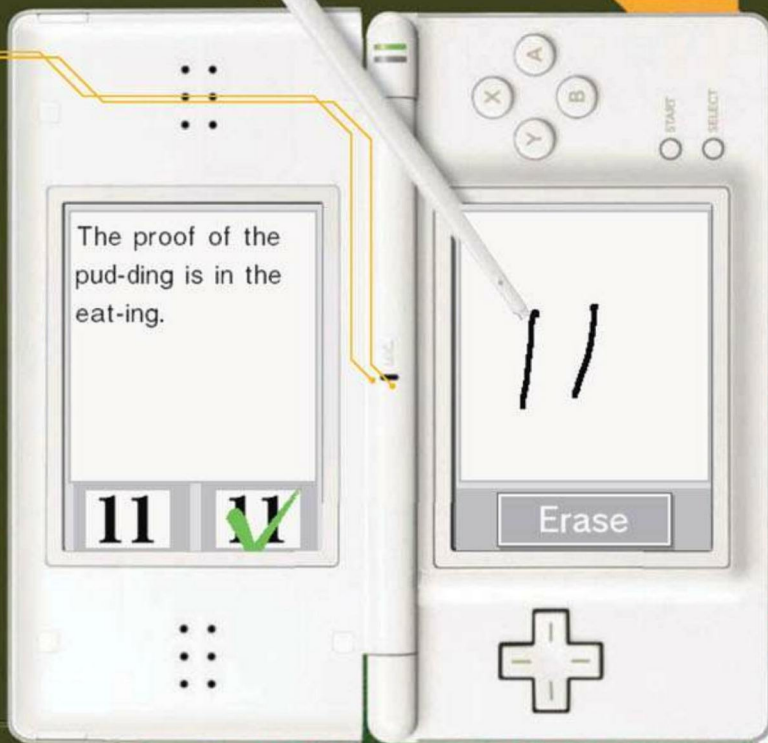 The proof of the
pud-ding is in the
eat-ing.
11
11
11
Erase
A
X
B
Y
START
SELECT